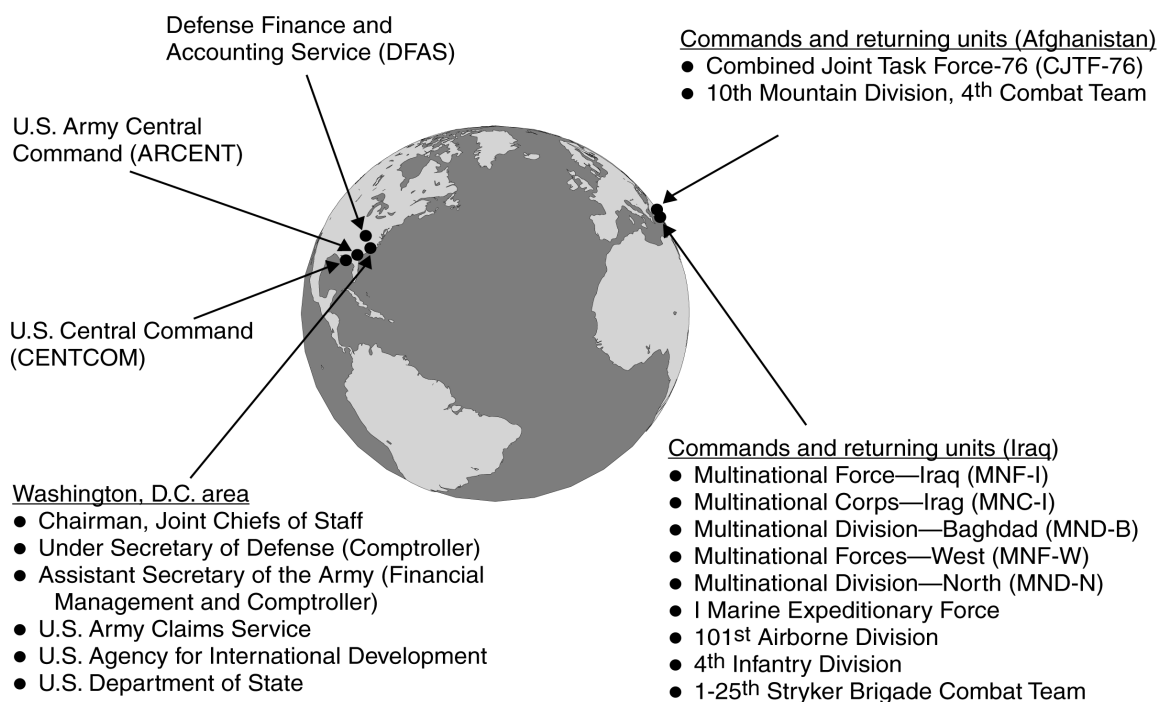 Defense Finance and
Accounting Service (DFAS)
Commands and returning units (Afghanistan)
● Combined Joint Task Force-76 (CJTF-76)
● 10th Mountain Division, 4th Combat Team
U.S. Army Central
Command (ARCENT)
U.S. Central Command
(CENTCOM)
Washington, D.C. area
● Chairman, Joint Chiefs of Staff
● Under Secretary of Defense (Comptroller)
● Assistant Secretary of the Army (Financial
Management and Comptroller)
● U.S. Army Claims Service
● U.S. Agency for International Development
● U.S. Department of State
Commands and returning units (Iraq)
● Multinational Force—Iraq (MNF-I)
● Multinational Corps—Irag (MNC-I)
● Multinational Division—Baghdad (MND-B)
● Multinational Forces—West (MNF-W)
● Multinational Division—North (MND-N)
● I Marine Expeditionary Force
● 101st Airborne Division
● 4th Infantry Division
● 1-25th Stryker Brigade Combat Team